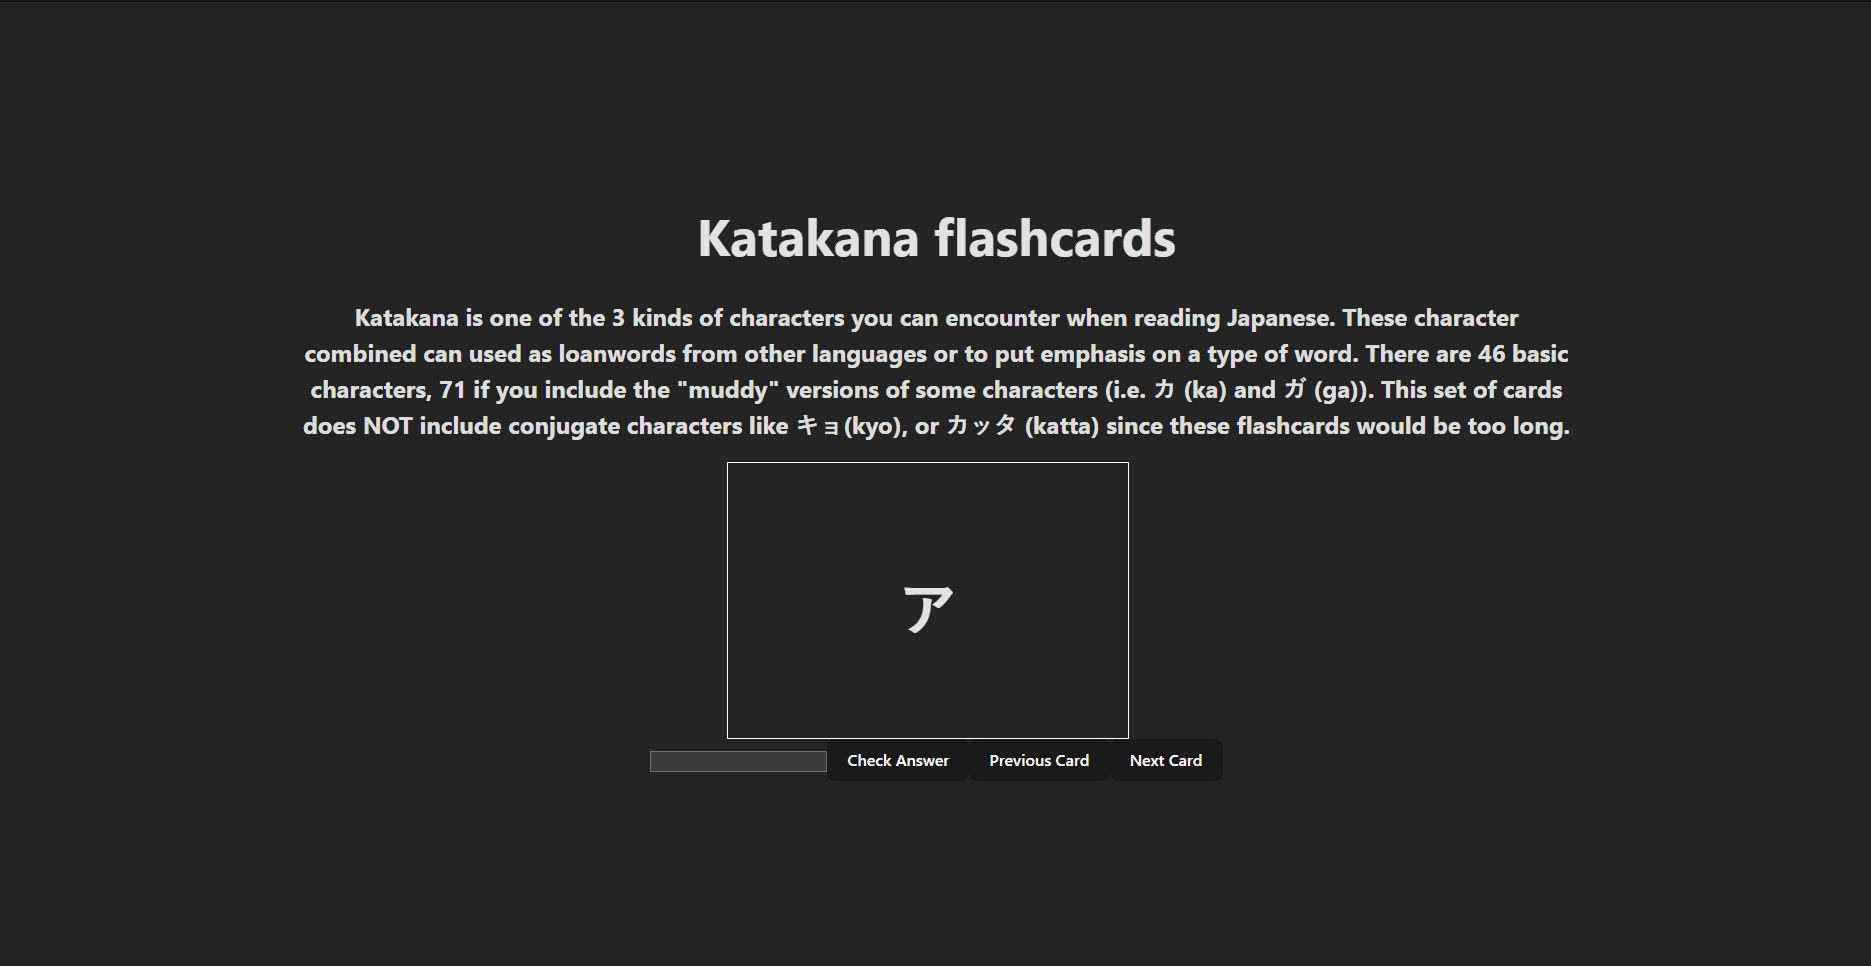 Katakana flashcards
Katakana is one of the 3 kinds of characters you can encounter when reading Japanese. These character
combined can used as loanwords from other languages or to put emphasis on a type of word. There are 46 basic
characters, 71 if you include the "muddy" versions of some characters (i.e. カ (ka) and ガ (ga)). This set of cards
does NOT include conjugate characters like キョ(kyo), or カッタ (katta) since these flashcards would be too long.
ア
Check Answer Previous Card Next Card